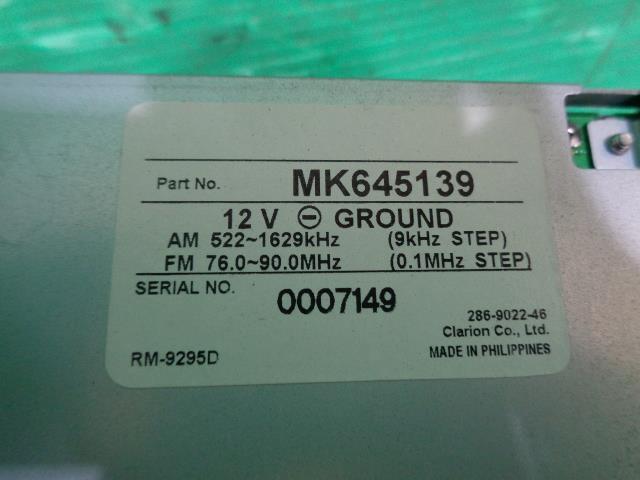 Part No. MK645139
12 V ⊖ GROUND
AM 522~1629kHz (9kHz STEP)
FM 76.0~90.0MHz (0.1MHz STEP)
SERIAL NO. 0007149
286-9022-46
Clarion Co., Ltd.
RM-9295D MADE IN PHILIPPINES